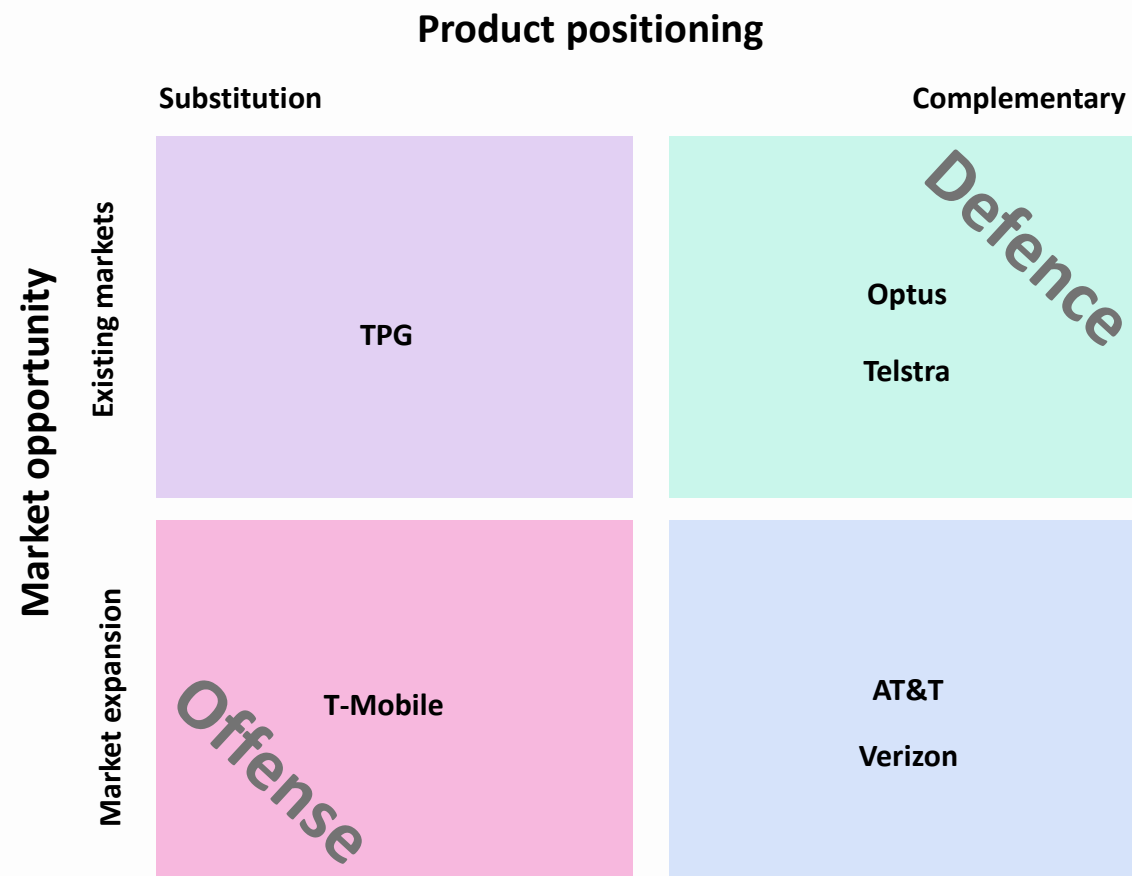 Product positioning
Substitution
Complementary
Market opportunity
Existing markets
TPG
Defence
Optus
Telstra
Market expansion
Offense
T-Mobile
AT&T
Verizon